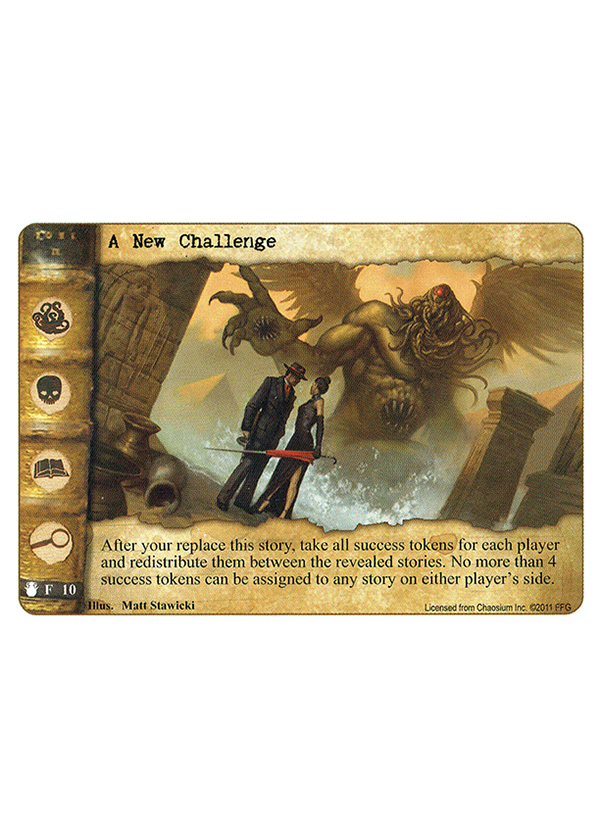 TOME
II
A New Challenge
After your replace this story, take all success tokens for each player
and redistribute them between the revealed stories. No more than 4
success tokens can be assigned to any story on either player's side.
F 10
Illus. Matt Stawicki
Licensed from Chaosium Inc. ©2011 FFG